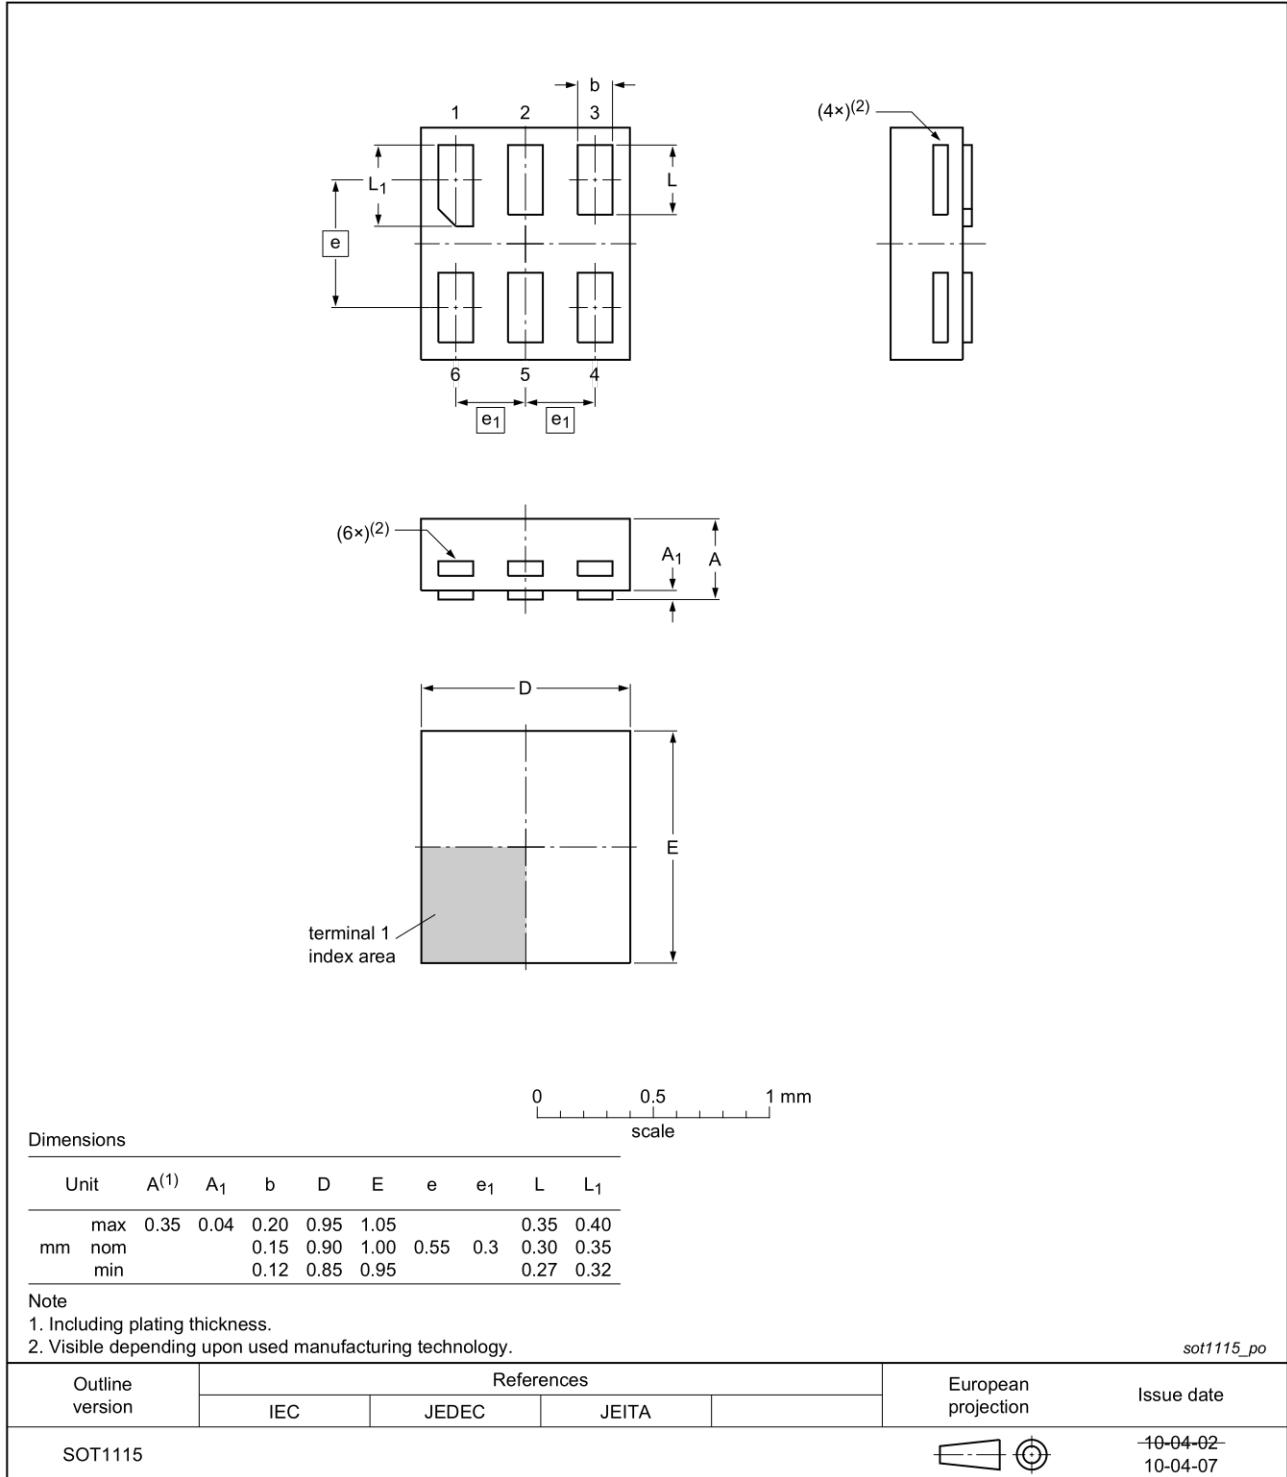 b
1 2 3
(4×)(2)
L1
L
e
6 5 4
e1 e1
(6×)(2)
A1 A
D
E
terminal 1
index area
0 0.5 1 mm
scale
Dimensions
Unit A(1) A1 b D E e e1 L L1
max 0.35 0.04 0.20 0.95 1.05 0.35 0.40
mm nom 0.15 0.90 1.00 0.55 0.3 0.30 0.35
min 0.12 0.85 0.95 0.27 0.32
Note
1. Including plating thickness.
2. Visible depending upon used manufacturing technology.
sot1115_po
Outline
version
References
IEC JEDEC JEITA
European
projection
Issue date
SOT1115
10-04-02
10-04-07